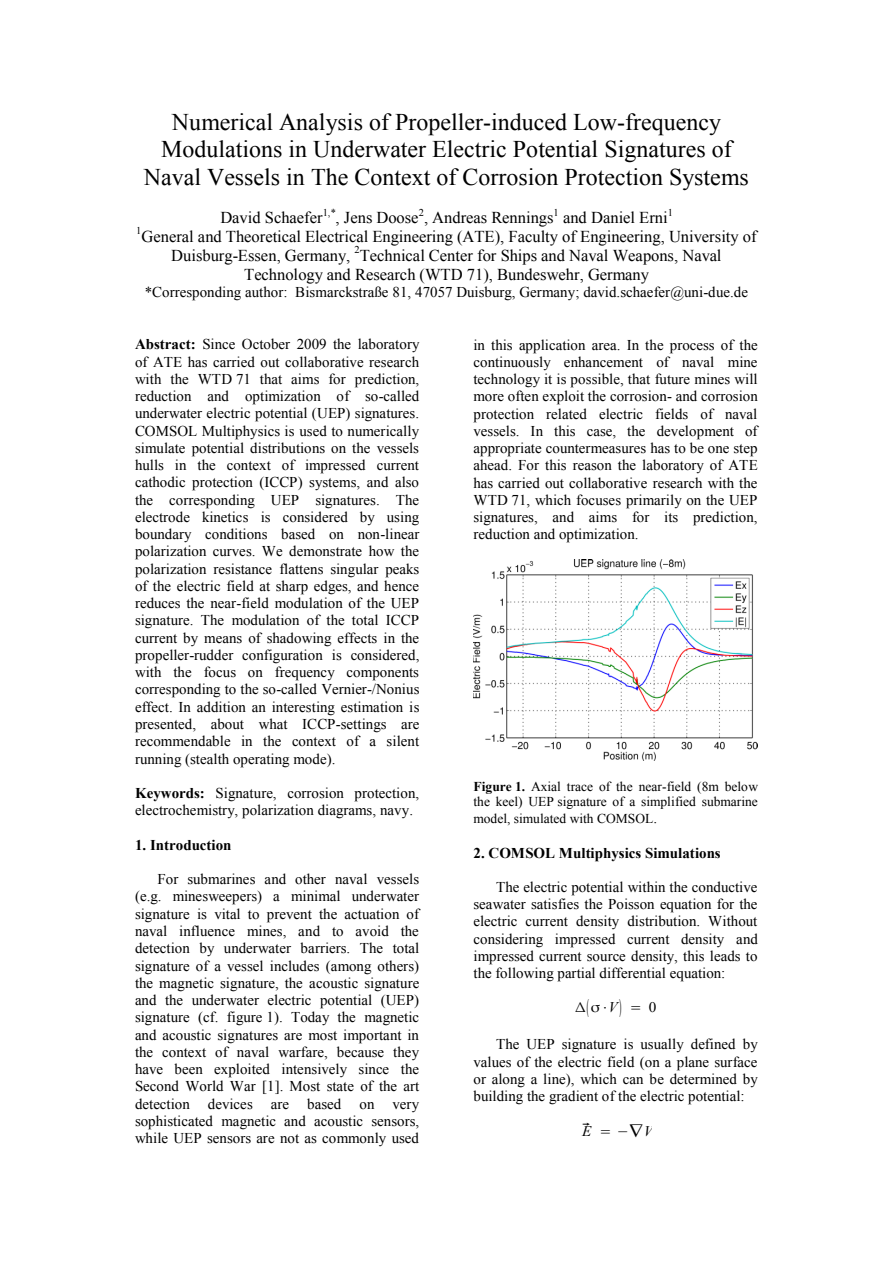 Numerical Analysis of Propeller-induced Low-frequency
Modulations in Underwater Electric Potential Signatures of
Naval Vessels in The Context of Corrosion Protection Systems
David Schaefer1,*, Jens Doose2, Andreas Rennings1 and Daniel Erni1
1General and Theoretical Electrical Engineering (ATE), Faculty of Engineering, University of
Duisburg-Essen, Germany, 2Technical Center for Ships and Naval Weapons, Naval
Technology and Research (WTD 71), Bundeswehr, Germany
*Corresponding author: Bismarckstraße 81, 47057 Duisburg, Germany; david.schaefer@uni-due.de
Abstract: Since October 2009 the laboratory
of ATE has carried out collaborative research
with the WTD 71 that aims for prediction,
reduction and optimization of so-called
underwater electric potential (UEP) signatures.
COMSOL Multiphysics is used to numerically
simulate potential distributions on the vessels
hulls in the context of impressed current
cathodic protection (ICCP) systems, and also
the corresponding UEP signatures. The
electrode kinetics is considered by using
boundary conditions based on non-linear
polarization curves. We demonstrate how the
polarization resistance flattens singular peaks
of the electric field at sharp edges, and hence
reduces the near-field modulation of the UEP
signature. The modulation of the total ICCP
current by means of shadowing effects in the
propeller-rudder configuration is considered,
with the focus on frequency components
corresponding to the so-called Vernier-/Nonius
effect. In addition an interesting estimation is
presented, about what ICCP-settings are
recommendable in the context of a silent
running (stealth operating mode).
Keywords: Signature, corrosion protection,
electrochemistry, polarization diagrams, navy.
1. Introduction
For submarines and other naval vessels
(e.g. minesweepers) a minimal underwater
signature is vital to prevent the actuation of
naval influence mines, and to avoid the
detection by underwater barriers. The total
signature of a vessel includes (among others)
the magnetic signature, the acoustic signature
and the underwater electric potential (UEP)
signature (cf. figure 1). Today the magnetic
and acoustic signatures are most important in
the context of naval warfare, because they
have been exploited intensively since the
Second World War [1]. Most state of the art
detection devices are based on very
sophisticated magnetic and acoustic sensors,
while UEP sensors are not as commonly used
in this application area. In the process of the
continuously enhancement of naval mine
technology it is possible, that future mines will
more often exploit the corrosion- and corrosion
protection related electric fields of naval
vessels. In this case, the development of
appropriate countermeasures has to be one step
ahead. For this reason the laboratory of ATE
has carried out collaborative research with the
WTD 71, which focuses primarily on the UEP
signatures, and aims for its prediction,
reduction and optimization.
x 10−3 UEP signature line (−8m)
1.5
1
0.5
0
−0.5
−1
−1.5
Electric Field (V/m)
Ex
Ey
Ez
|E|
−20 −10 0 10 20 30 40 50
Position (m)
Figure 1. Axial trace of the near-field (8m below
the keel) UEP signature of a simplified submarine
model, simulated with COMSOL.
2. COMSOL Multiphysics Simulations
The electric potential within the conductive
seawater satisfies the Poisson equation for the
electric current density distribution. Without
considering impressed current density and
impressed current source density, this leads to
the following partial differential equation:
Δ(σ·V) = 0
The UEP signature is usually defined by
values of the electric field (on a plane surface
or along a line), which can be determined by
building the gradient of the electric potential:
E⃗ = −∇V